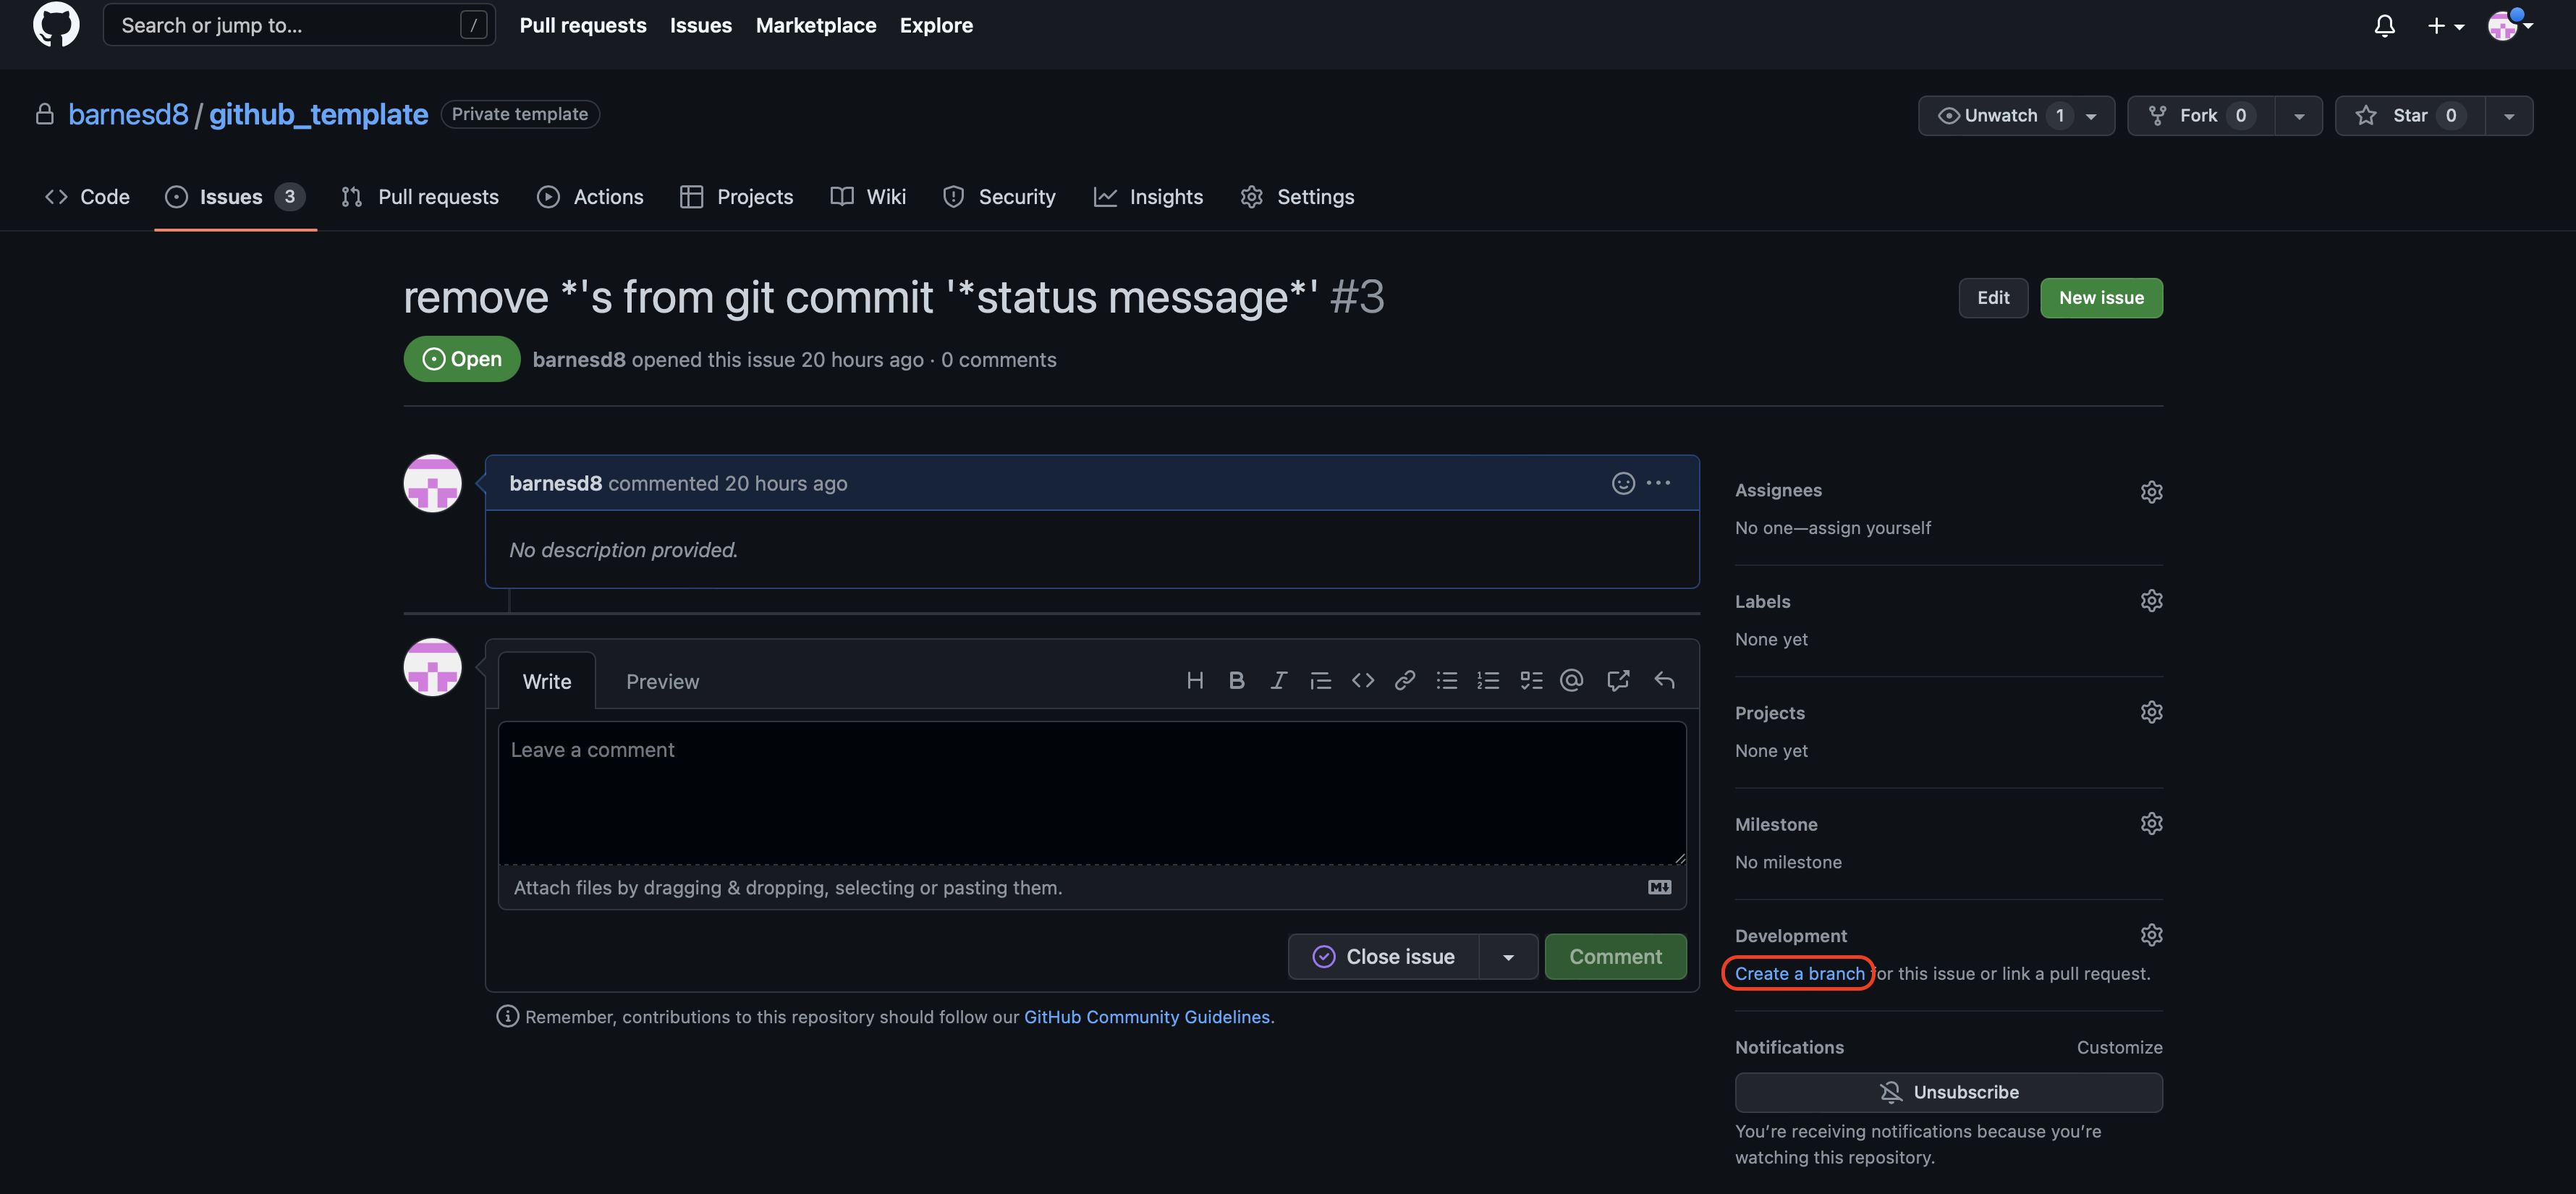 Search or jump to... / Pull requests Issues Marketplace Explore
barnesd8 / github_template Private template Unwatch 1 Fork 0 Star 0
Code Issues 3 Pull requests Actions Projects Wiki Security Insights Settings
remove *'s from git commit '*status message*' #3 Edit New issue
Open barnesd8 opened this issue 20 hours ago · 0 comments
barnesd8 commented 20 hours ago
No description provided.
Write Preview
Leave a comment
Attach files by dragging & dropping, selecting or pasting them.
Close issue Comment
Remember, contributions to this repository should follow our GitHub Community Guidelines.
Assignees
No one—assign yourself
Labels
None yet
Projects
None yet
Milestone
No milestone
Development
Create a branch for this issue or link a pull request.
Notifications Customize
Unsubscribe
You’re receiving notifications because you’re
watching this repository.